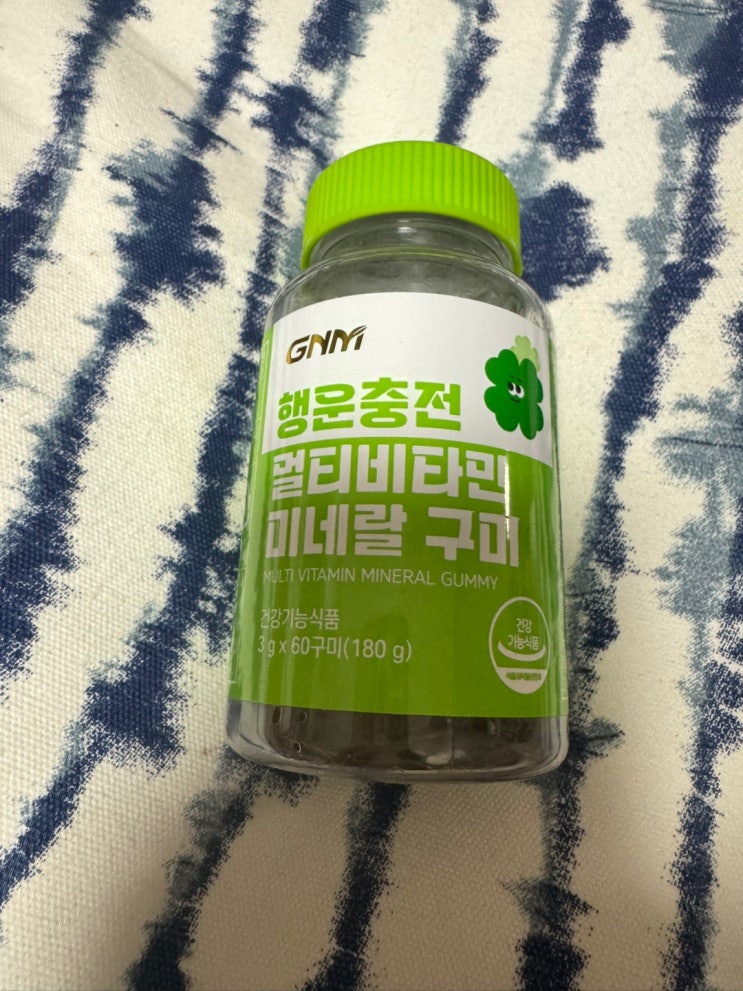 GNM
행운충전
멀티비타민
미네랄 구미
MULTI VITAMIN MINERAL GUMMY
건강기능식품
3 g x 60구미(180 g)
건강
기능식품